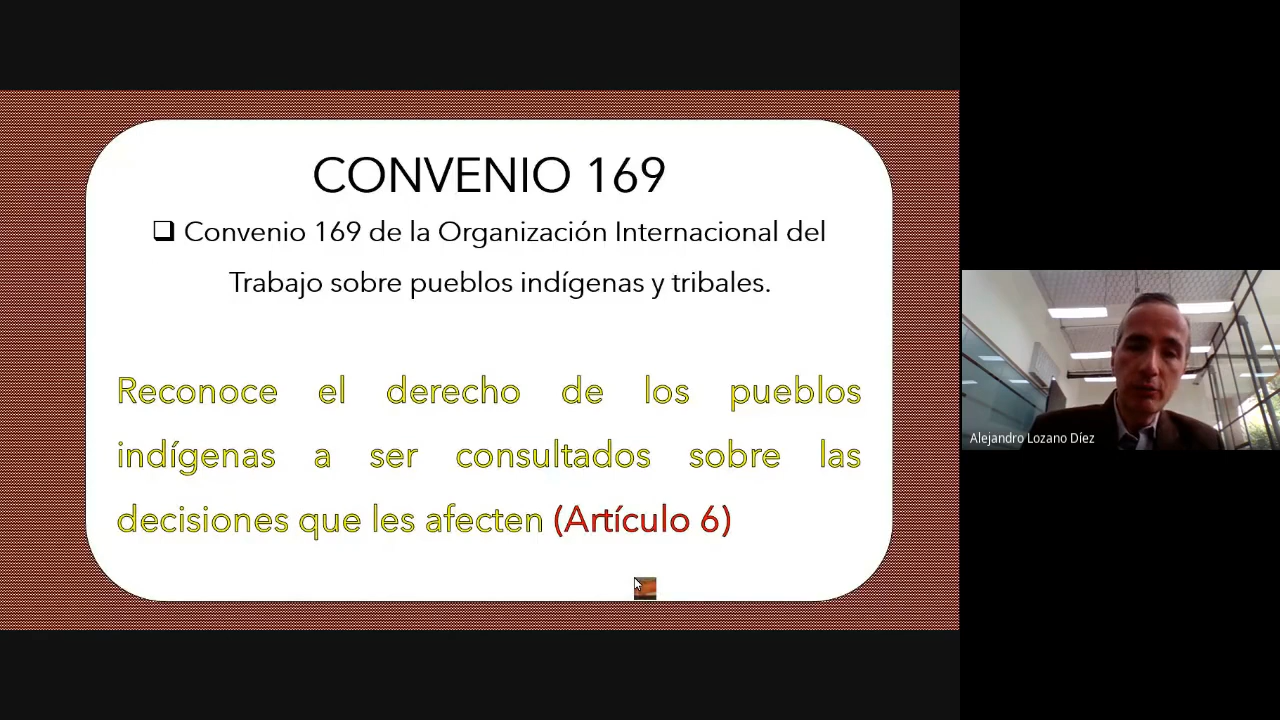 CONVENIO 169
Convenio 169 de la Organización Internacional del
Trabajo sobre pueblos indígenas y tribales.
Reconoce el derecho de los pueblos
indígenas a ser consultados sobre las
decisiones que les afecten (Artículo 6)
Alejandro Lozano Díez